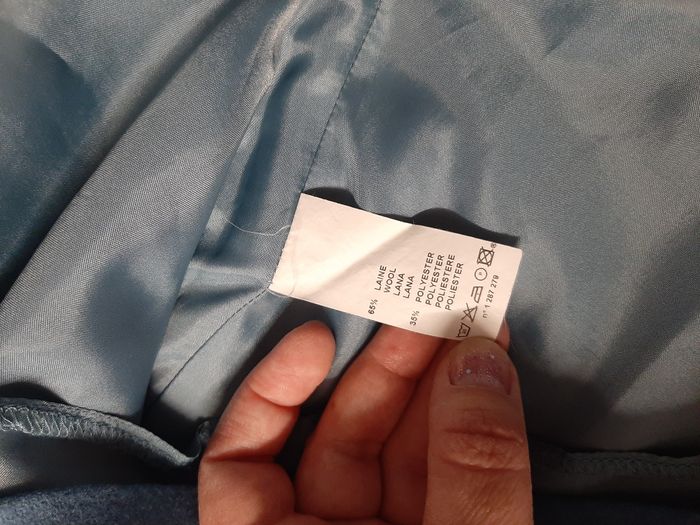 65% LAINE
WOOL
LANA
LANA
35% POLYESTER
POLYESTER
POLIESTERE
POLIESTER
n° 1 287 279